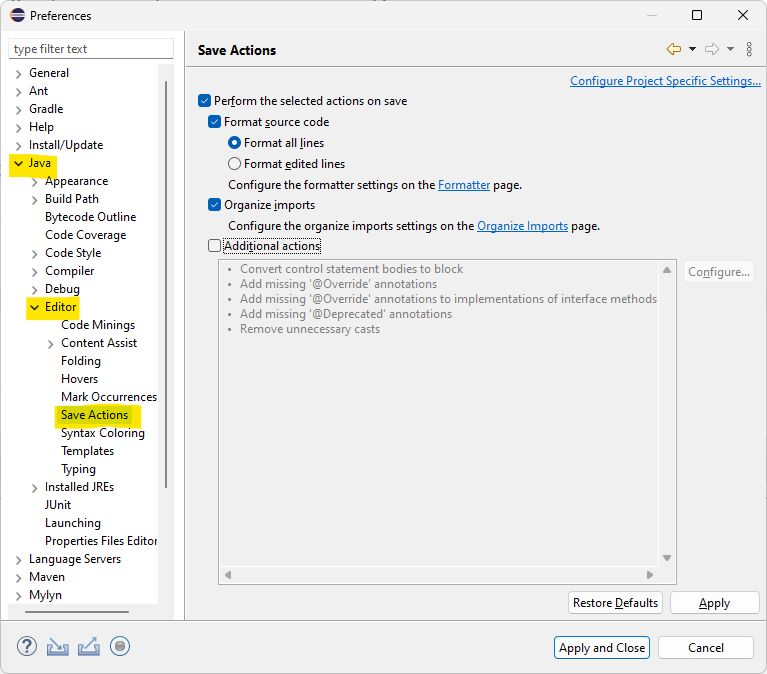 Preferences
type filter text
General
Ant
Gradle
Help
Install/Update
Java
Appearance
Build Path
Bytecode Outline
Code Coverage
Code Style
Compiler
Debug
Editor
Code Minings
Content Assist
Folding
Hovers
Mark Occurrences
Save Actions
Syntax Coloring
Templates
Typing
Installed JREs
JUnit
Launching
Properties Files Editor
Language Servers
Maven
Mylyn
Save Actions
Configure Project Specific Settings...
Perform the selected actions on save
Format source code
Format all lines
Format edited lines
Configure the formatter settings on the Formatter page.
Organize imports
Configure the organize imports settings on the Organize Imports page.
Additional actions
• Convert control statement bodies to block
• Add missing '@Override' annotations
• Add missing '@Override' annotations to implementations of interface methods
• Add missing '@Deprecated' annotations
• Remove unnecessary casts
Configure...
Restore Defaults
Apply
?
Apply and Close
Cancel